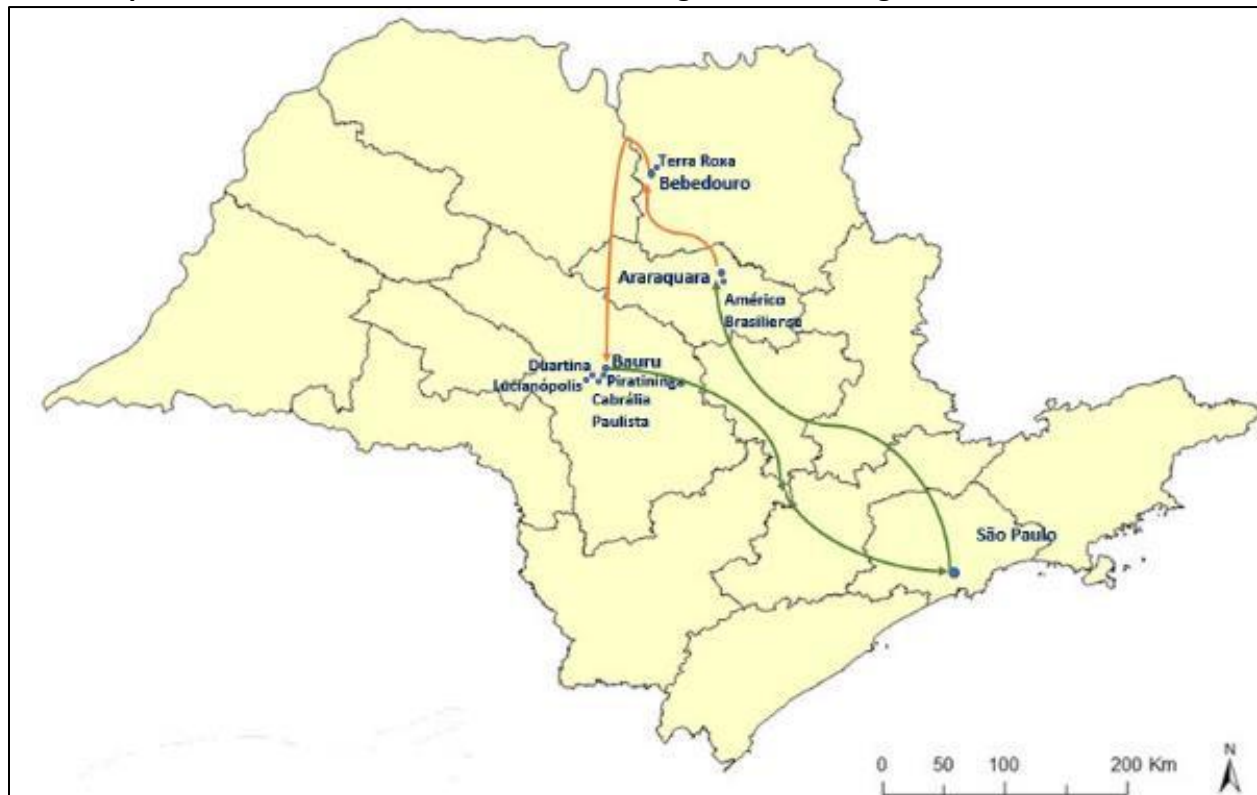 Terra Roxa
Bebedouro
Araraquara
Américo
Brasiliense
Bauru
Duartina
Lucianópolis
Piratininga
Cabrália
Paulista
São Paulo
0 50 100 200 Km
N